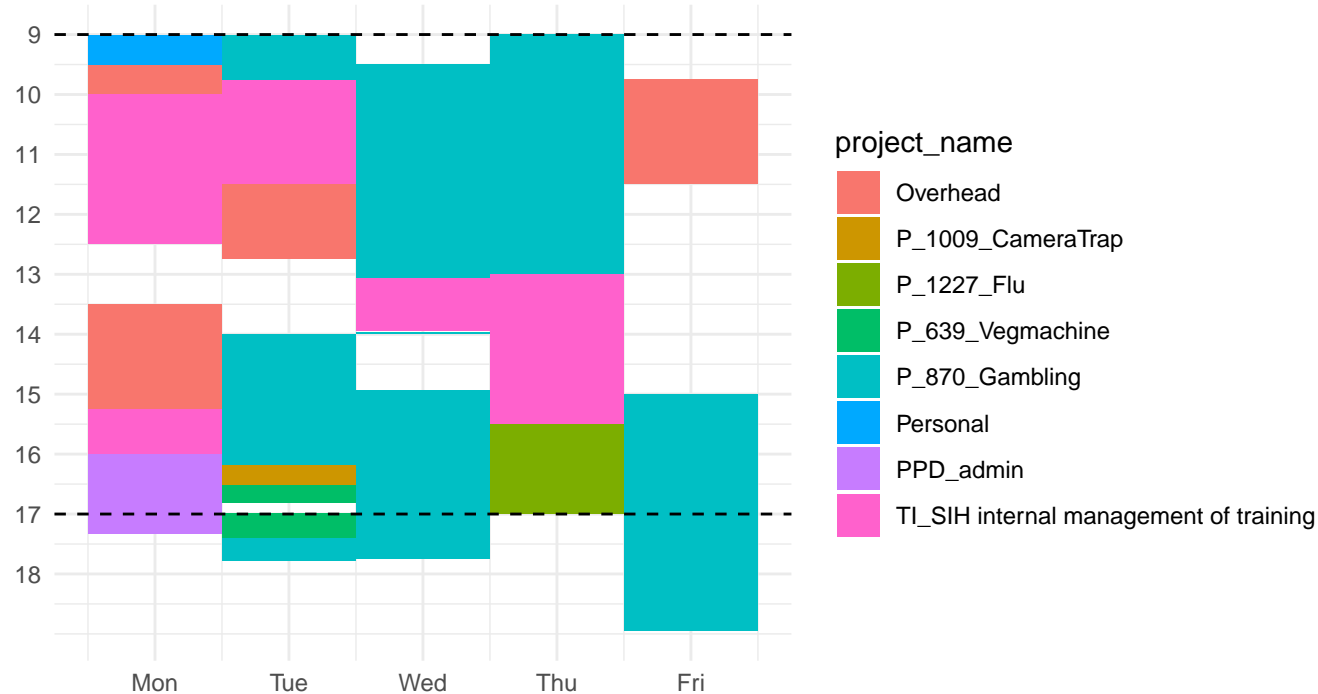 9
10
11
12
13
14
15
16
17
18
Mon Tue Wed Thu Fri
project_name
Overhead
P_1009_CameraTrap
P_1227_Flu
P_639_Vegmachine
P_870_Gambling
Personal
PPD_admin
TI_SIH internal management of training